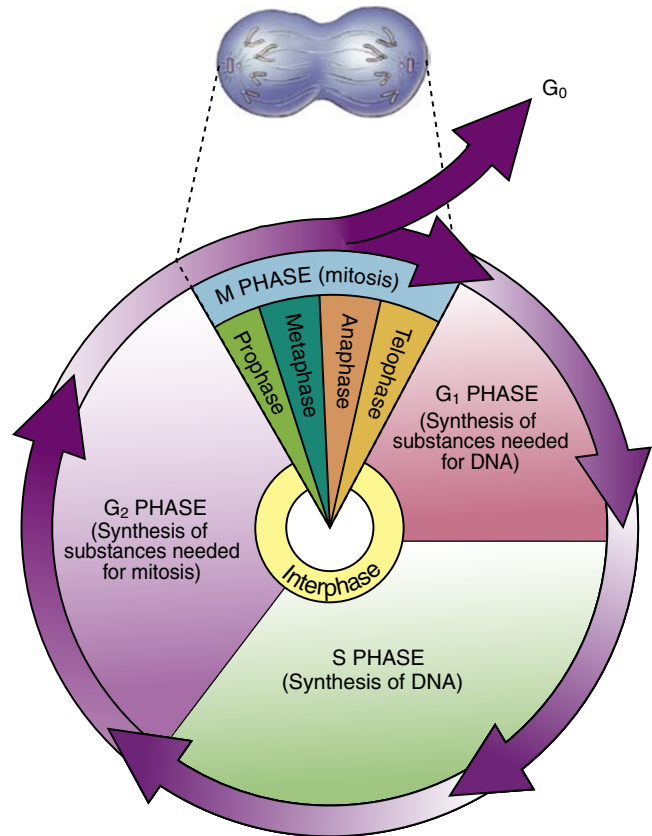 G₀
M PHASE (mitosis)
Prophase
Metaphase
Anaphase
Telophase
G₁ PHASE
(Synthesis of
substances needed
for DNA)
G₂ PHASE
(Synthesis of
substances needed
for mitosis)
Interphase
S PHASE
(Synthesis of DNA)